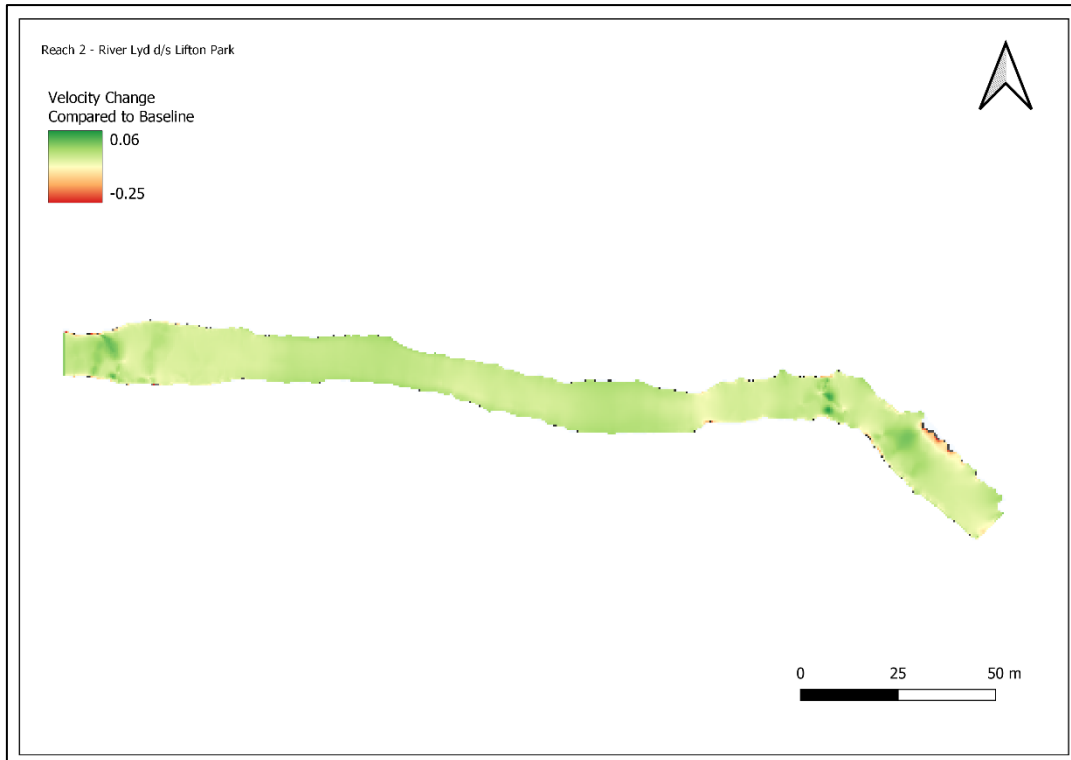 Reach 2 - River Lyd d/s Lifton Park
Velocity Change
Compared to Baseline
0.06
-0.25
0 25 50 m